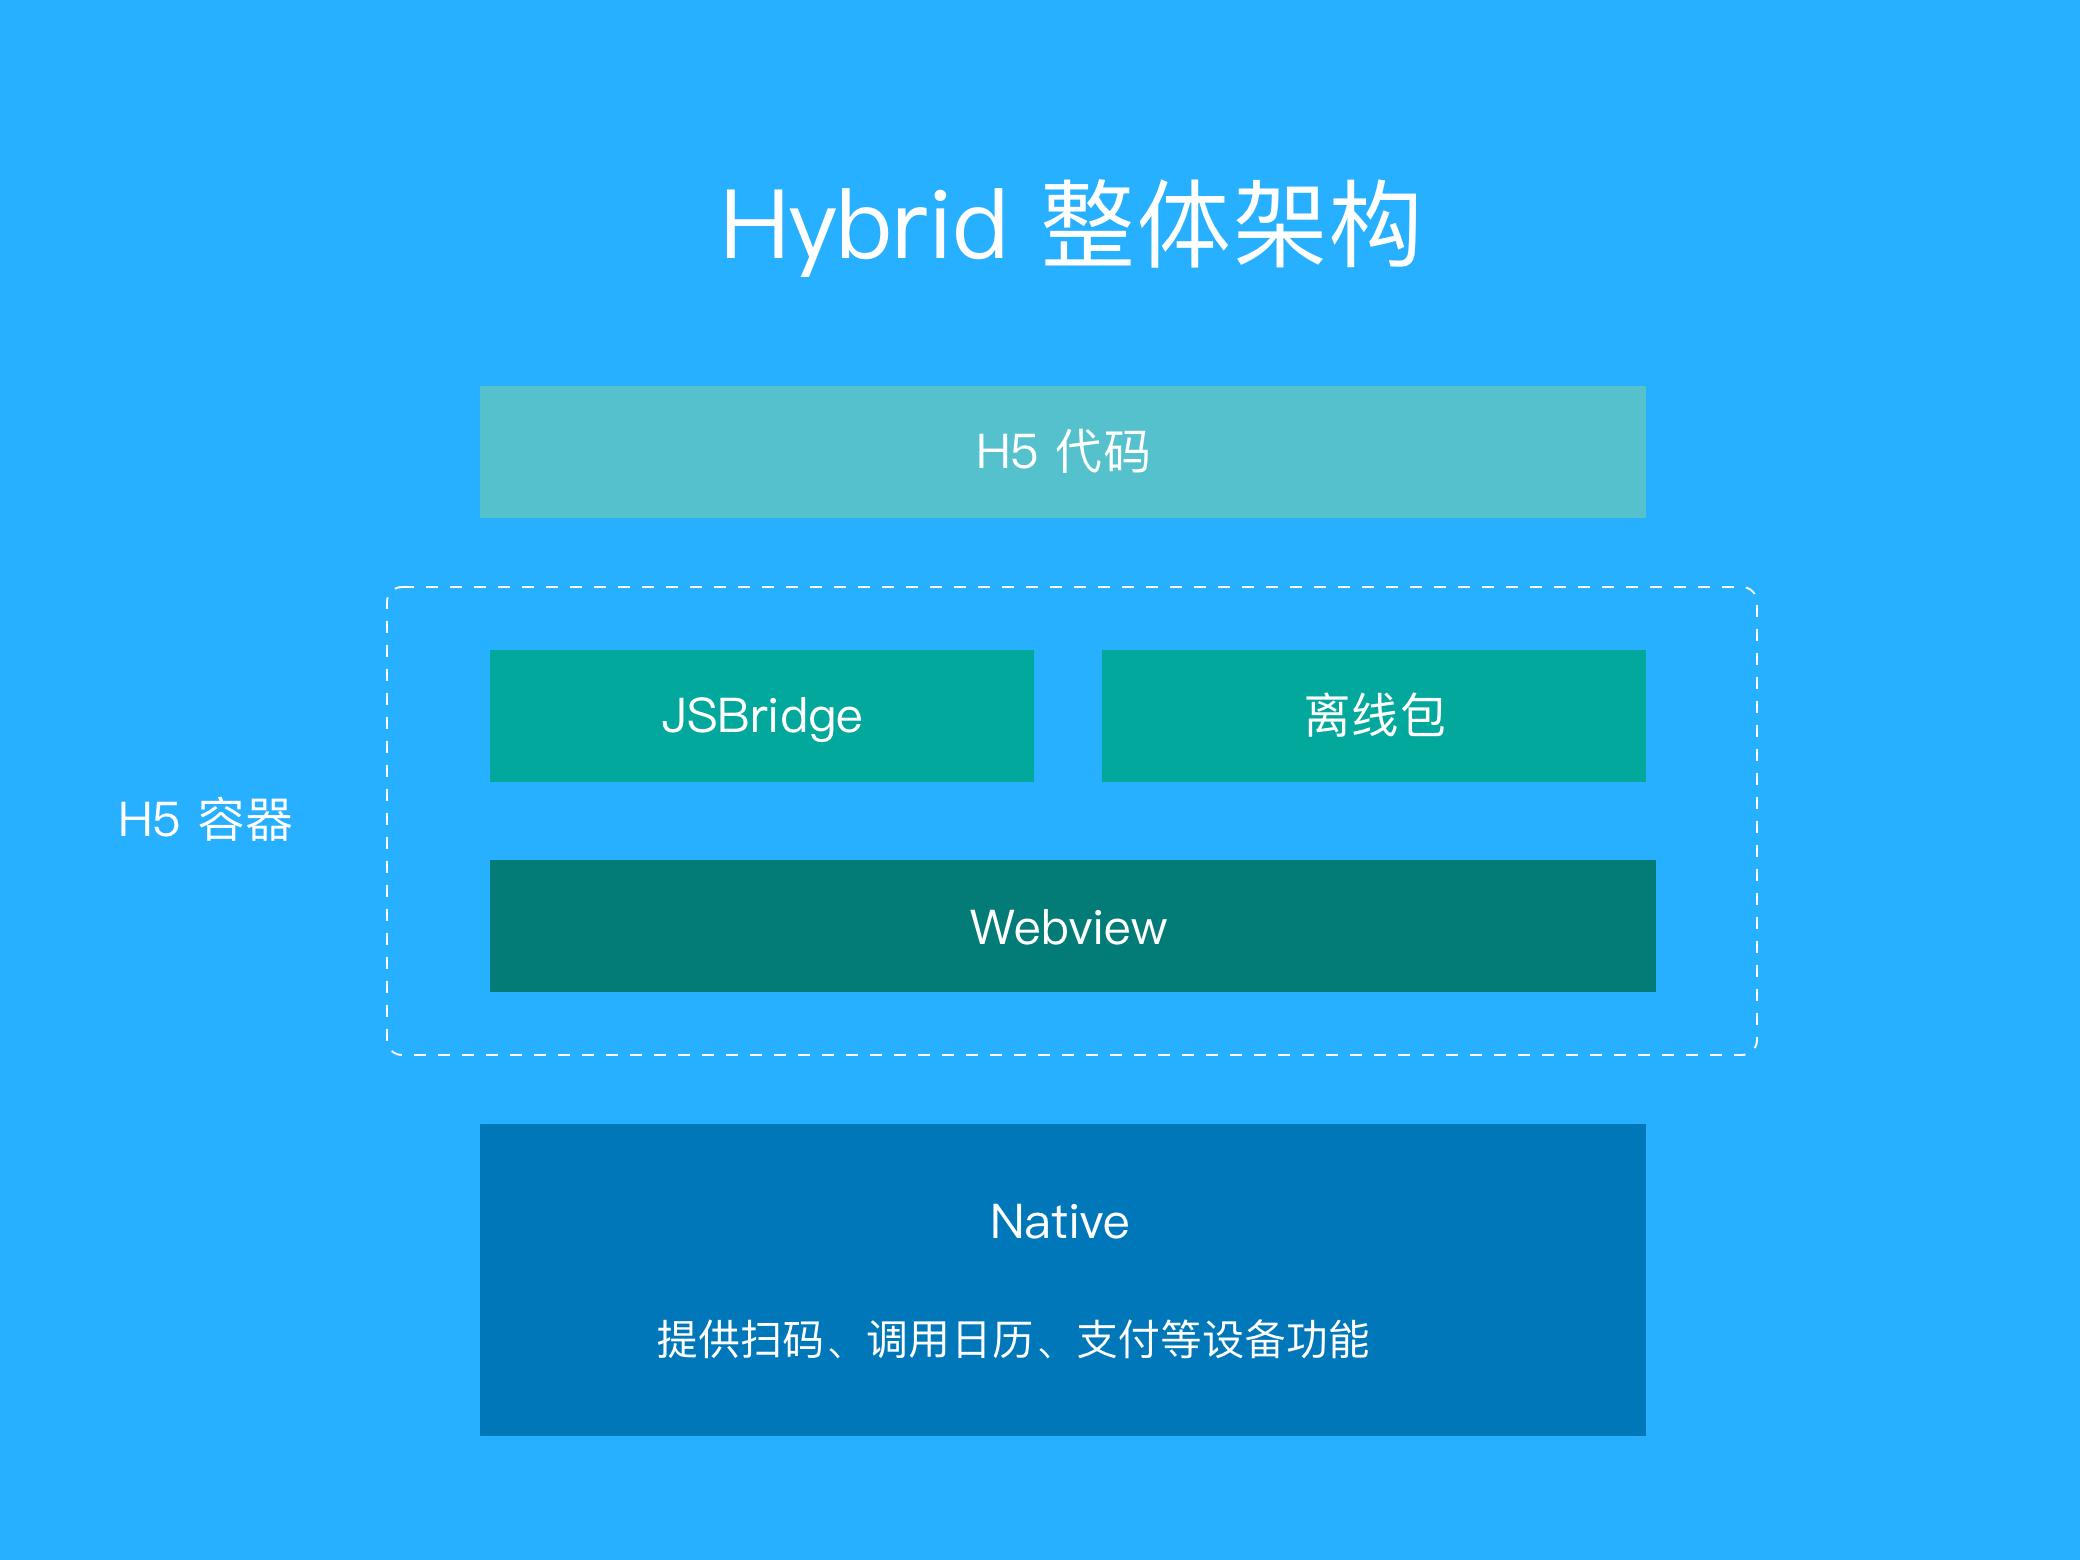 Hybrid 整体架构
H5 代码
JSBridge
离线包
H5 容器
Webview
Native
提供扫码、调用日历、支付等设备功能